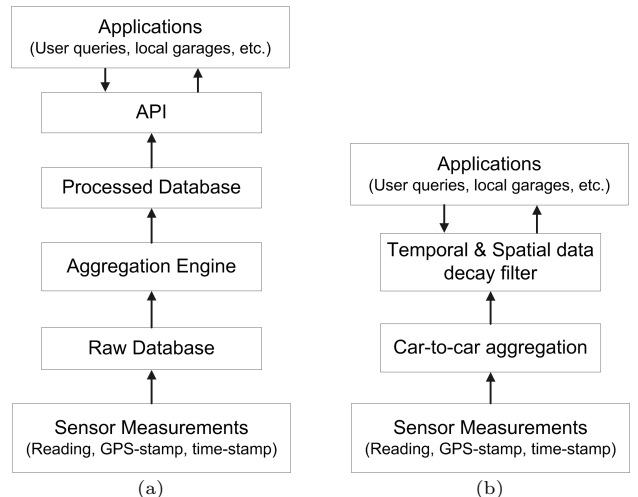 Applications
(User queries, local garages, etc.)
API
Processed Database
Aggregation Engine
Raw Database
Sensor Measurements
(Reading, GPS-stamp, time-stamp)
(a)
Applications
(User queries, local garages, etc.)
Temporal & Spatial data
decay filter
Car-to-car aggregation
Sensor Measurements
(Reading, GPS-stamp, time-stamp)
(b)